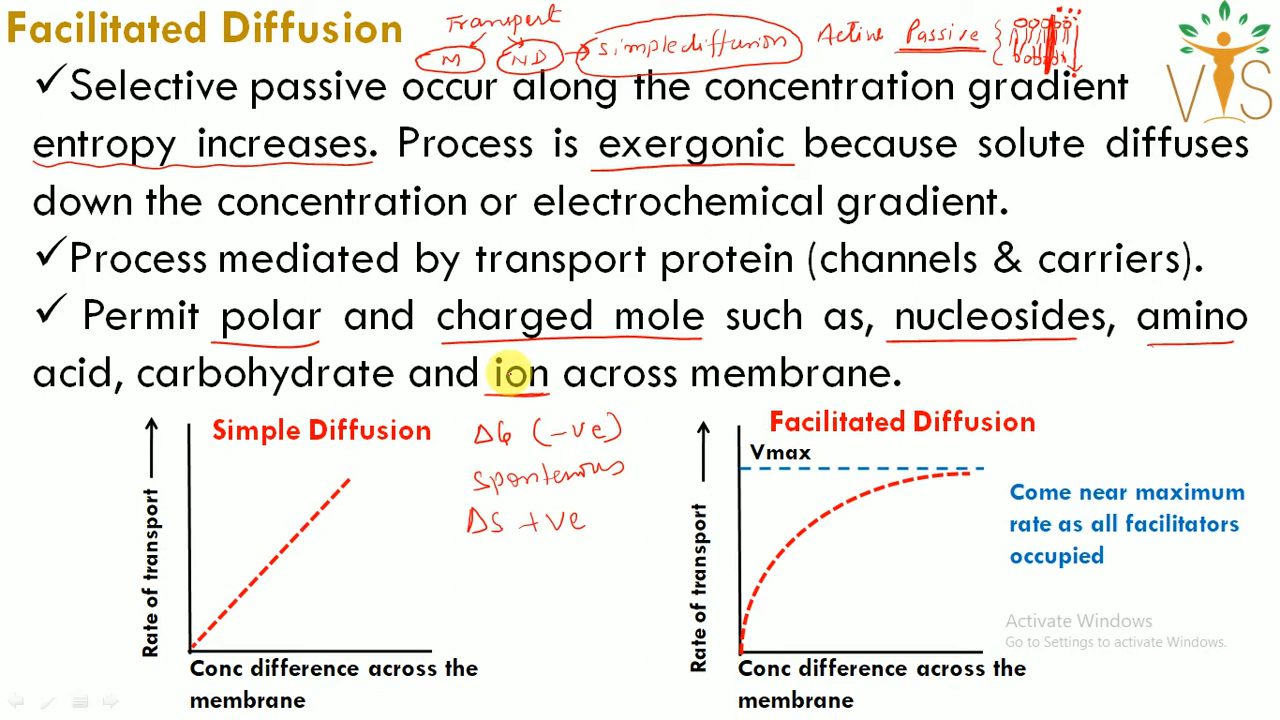 Facilitated Diffusion
Transport
M ND → simple diffusion Active Passive
VIS
✓Selective passive occur along the concentration gradient
entropy increases. Process is exergonic because solute diffuses
down the concentration or electrochemical gradient.
✓Process mediated by transport protein (channels & carriers).
✓ Permit polar and charged mole such as, nucleosides, amino
acid, carbohydrate and ion across membrane.
Simple Diffusion
Rate of transport
Conc difference across the
membrane
ΔG (-ve)
spontenous
ΔS +ve
Facilitated Diffusion
Vmax
Rate of transport
Conc difference across the
membrane
Come near maximum
rate as all facilitators
occupied
Activate Windows
Go to Settings to activate Windows.